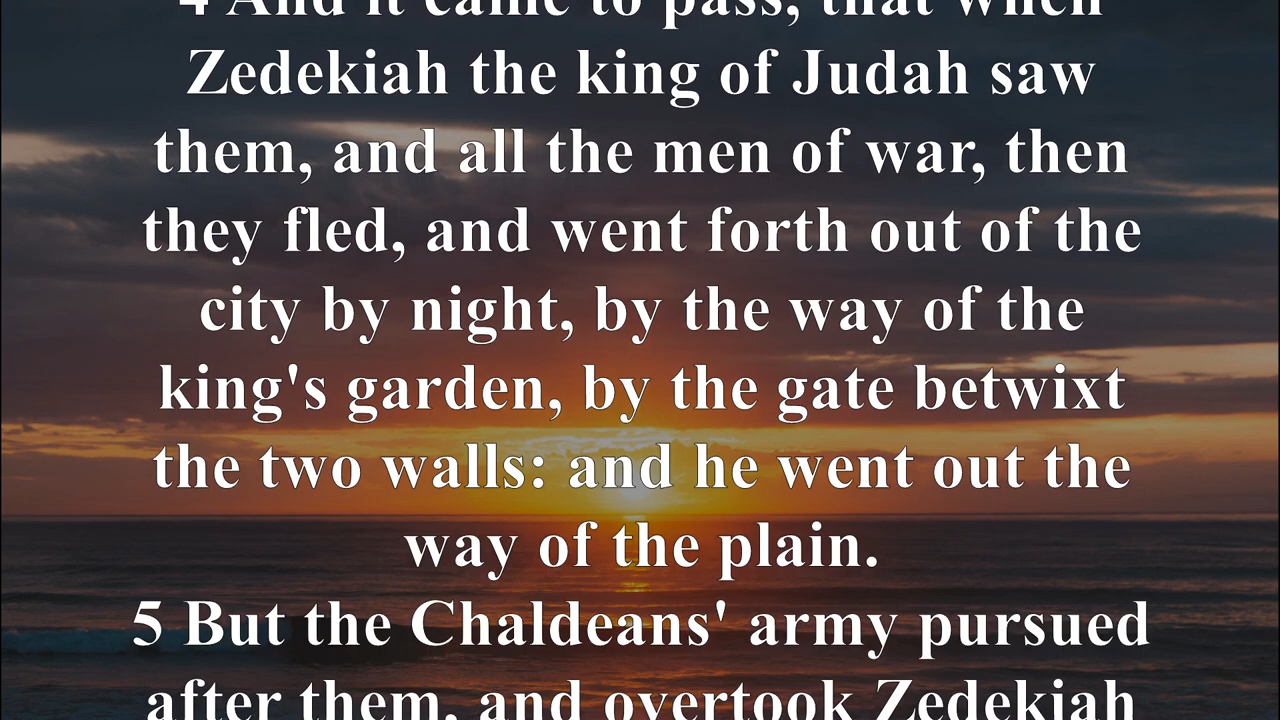 4 And it came to pass, that when
Zedekiah the king of Judah saw
them, and all the men of war, then
they fled, and went forth out of the
city by night, by the way of the
king's garden, by the gate betwixt
the two walls: and he went out the
way of the plain.
5 But the Chaldeans' army pursued
after them, and overtook Zedekiah